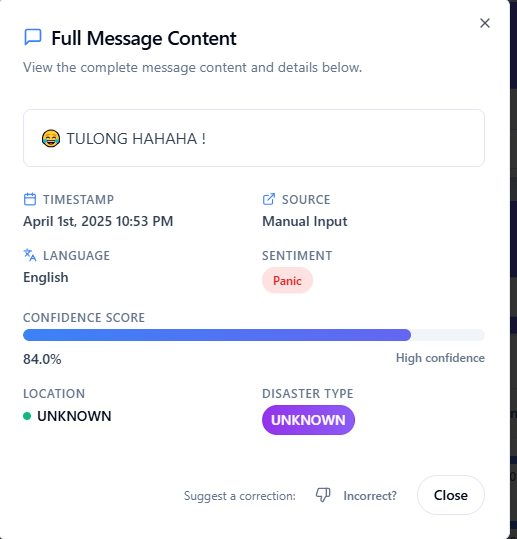 Full Message Content
View the complete message content and details below.
😂 TULONG HAHAHA !
TIMESTAMP
April 1st, 2025 10:53 PM
SOURCE
Manual Input
LANGUAGE
English
SENTIMENT
Panic
CONFIDENCE SCORE
84.0%
High confidence
LOCATION
UNKNOWN
DISASTER TYPE
UNKNOWN
Suggest a correction:
Incorrect?
Close